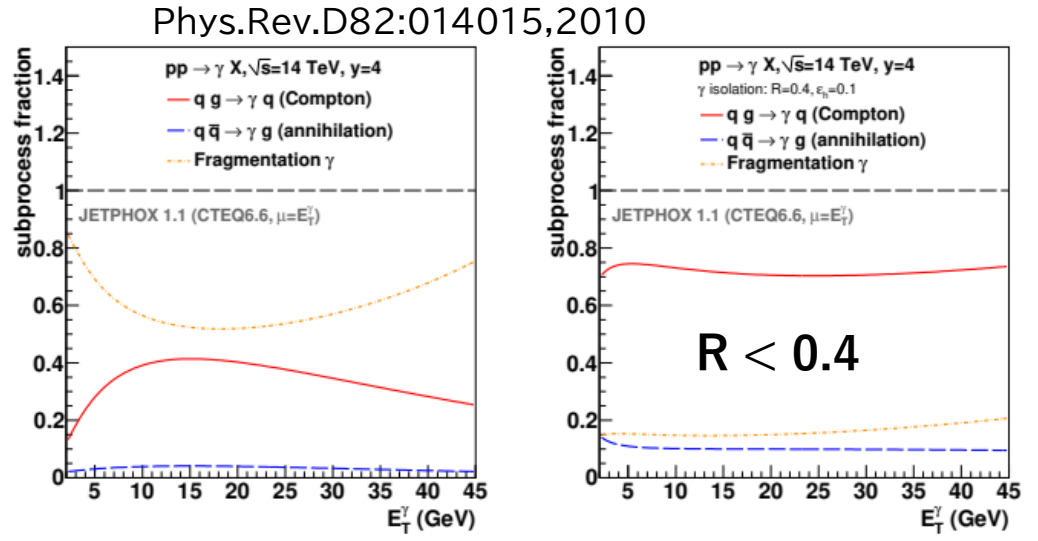 Phys.Rev.D82:014015,2010
subprocess fraction
pp → γ X,√s=14 TeV, y=4
q g → γ q (Compton)
q q̄ → γ g (annihilation)
Fragmentation γ
JETPHOX 1.1 (CTEQ6.6, μ=E_T^γ)
1.4
1.2
1
0.8
0.6
0.4
0.2
0
5 10 15 20 25 30 35 40 45
E_T^γ (GeV)
subprocess fraction
pp → γ X,√s=14 TeV, y=4
γ isolation: R=0.4, ε_h=0.1
q g → γ q (Compton)
q q̄ → γ g (annihilation)
Fragmentation γ
JETPHOX 1.1 (CTEQ6.6, μ=E_T^γ)
R < 0.4
1.4
1.2
1
0.8
0.6
0.4
0.2
0
5 10 15 20 25 30 35 40 45
E_T^γ (GeV)